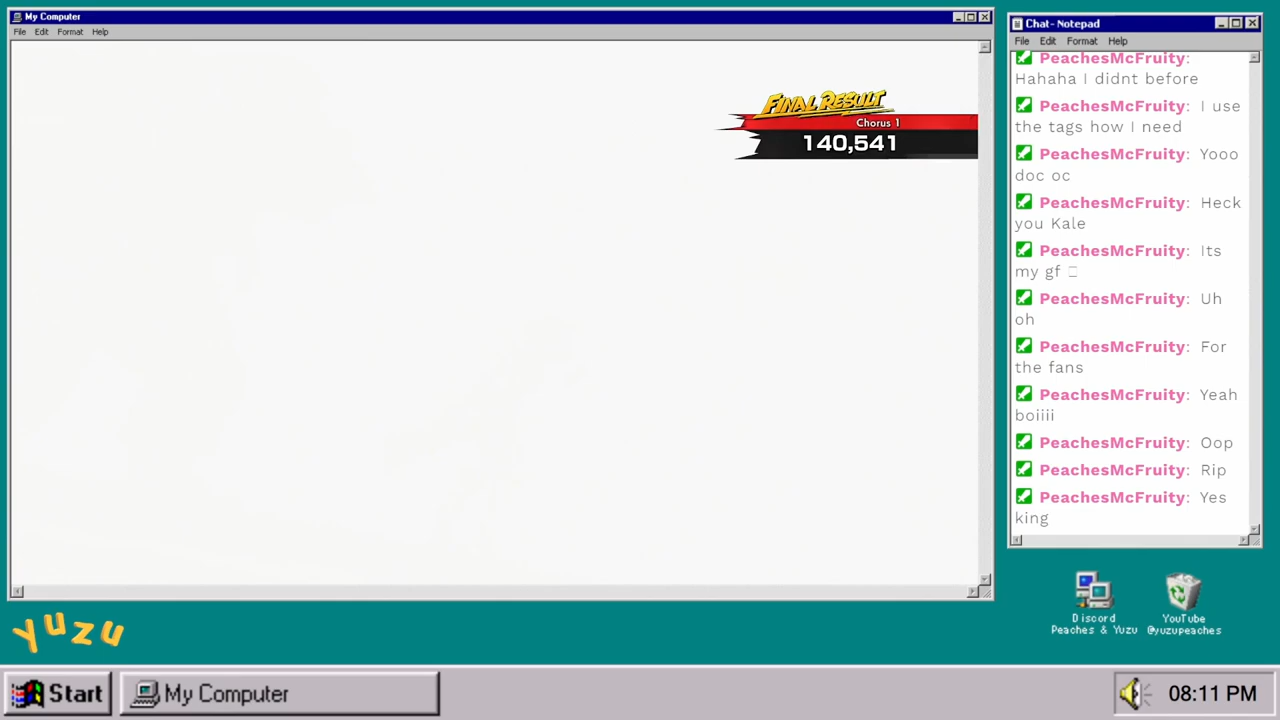 My Computer
File Edit Format Help
FINAL RESULT
Chorus 1
140,541
Chat- Notepad
File Edit Format Help
PeachesMcFruity:
Hahaha I didnt before
PeachesMcFruity: I use
the tags how I need
PeachesMcFruity: Yooo
doc oc
PeachesMcFruity: Heck
you Kale
PeachesMcFruity: Its
my gf
PeachesMcFruity: Uh
oh
PeachesMcFruity: For
the fans
PeachesMcFruity: Yeah
boiiii
PeachesMcFruity: Oop
PeachesMcFruity: Rip
PeachesMcFruity: Yes
king
Discord
Peaches & Yuzu
YouTube
@yuzupeaches
yuzu
Start
My Computer
08:11 PM